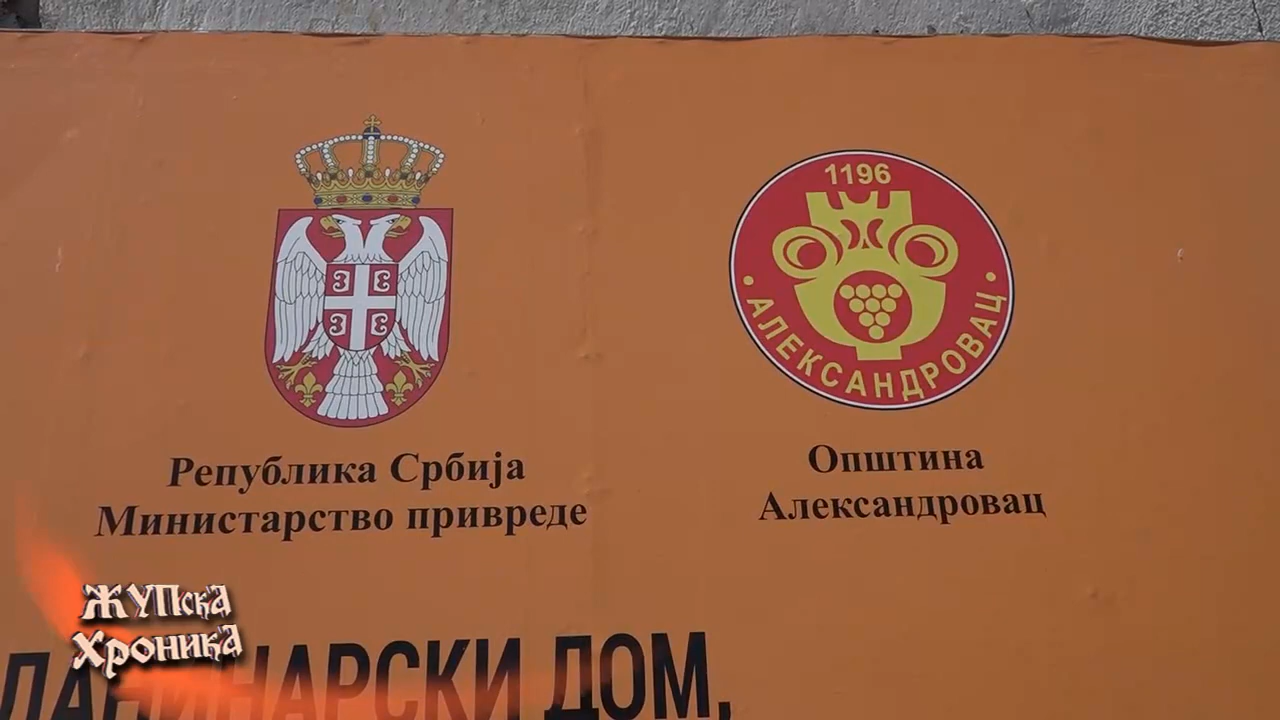 1196
АЛЕКСАНДРОВАЦ
Република Србија
Министарство привреде
Општина
Александровац
ЖУПска
Хроника
ДОМ,